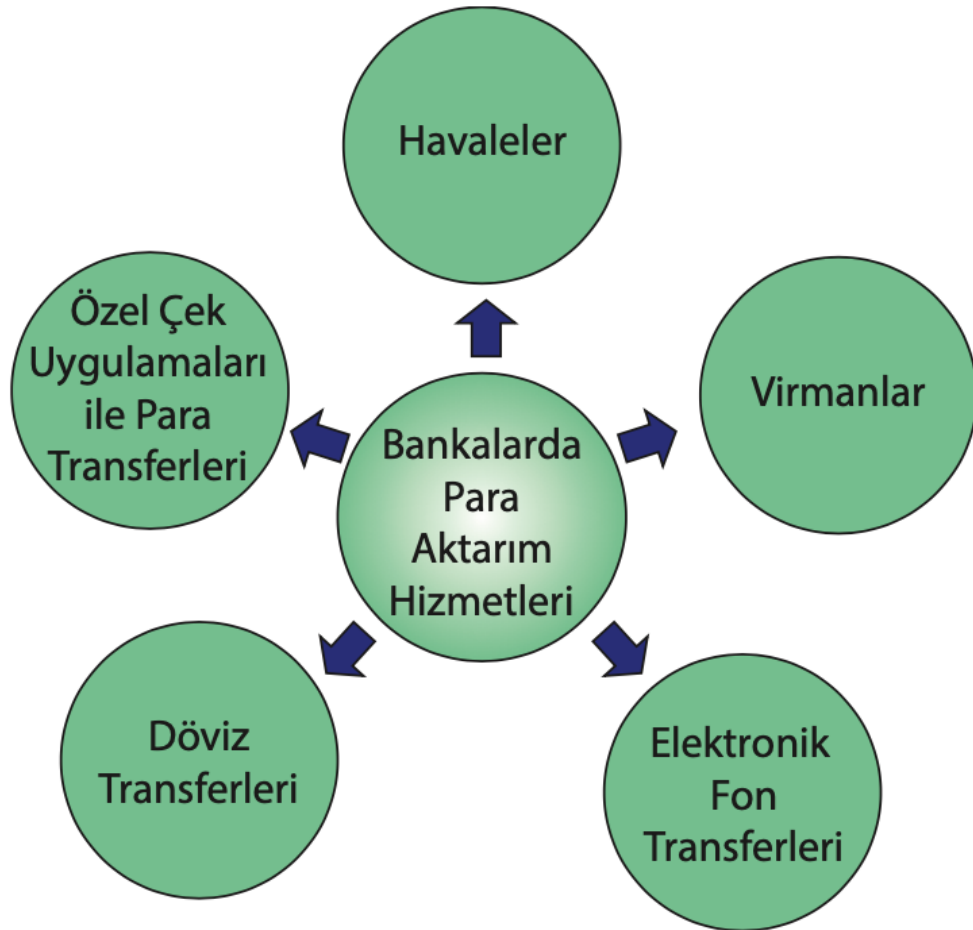 Havaleler
Özel Çek
Uygulamaları
ile Para
Transferleri
Virmanlar
Bankalarda
Para
Aktarım
Hizmetleri
Döviz
Transferleri
Elektronik
Fon
Transferleri